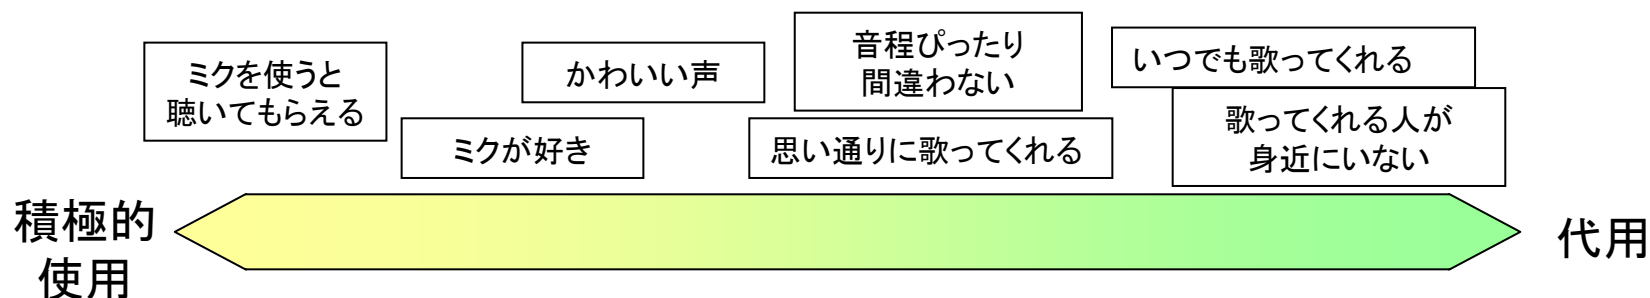 ミクを使うと
聴いてもらえる
ミクが好き
かわいい声
音程ぴったり
間違わない
思い通りに歌ってくれる
いつでも歌ってくれる
歌ってくれる人が
身近にいない
積極的
使用
代用